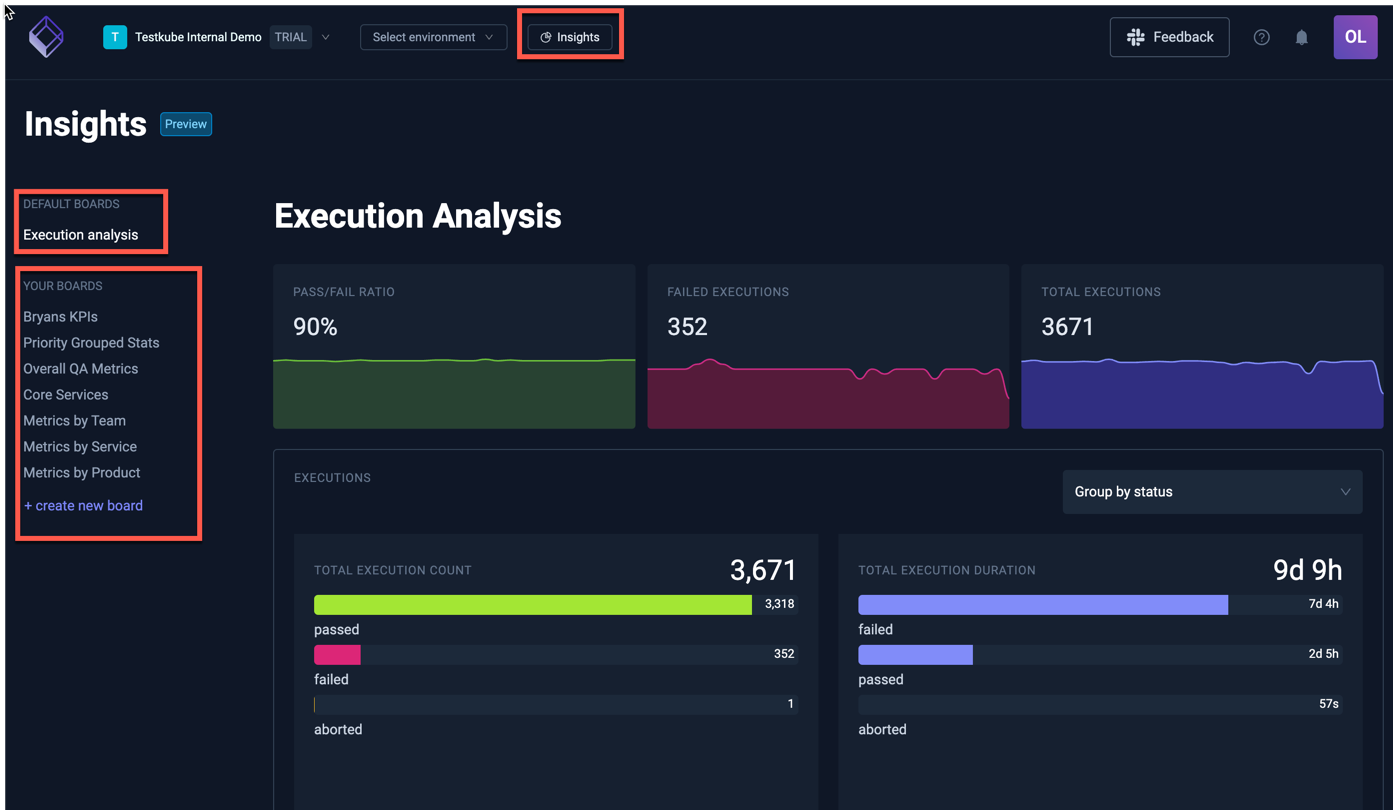 T Testkube Internal Demo TRIAL Select environment Insights Feedback ? OL
Insights Preview
DEFAULT BOARDS
Execution analysis
YOUR BOARDS
Bryans KPIs
Priority Grouped Stats
Overall QA Metrics
Core Services
Metrics by Team
Metrics by Service
Metrics by Product
+ create new board
Execution Analysis
PASS/FAIL RATIO
90%
FAILED EXECUTIONS
352
TOTAL EXECUTIONS
3671
EXECUTIONS
Group by status
TOTAL EXECUTION COUNT 3,671
3,318
passed
352
failed
1
aborted
TOTAL EXECUTION DURATION 9d 9h
7d 4h
failed
2d 5h
passed
57s
aborted